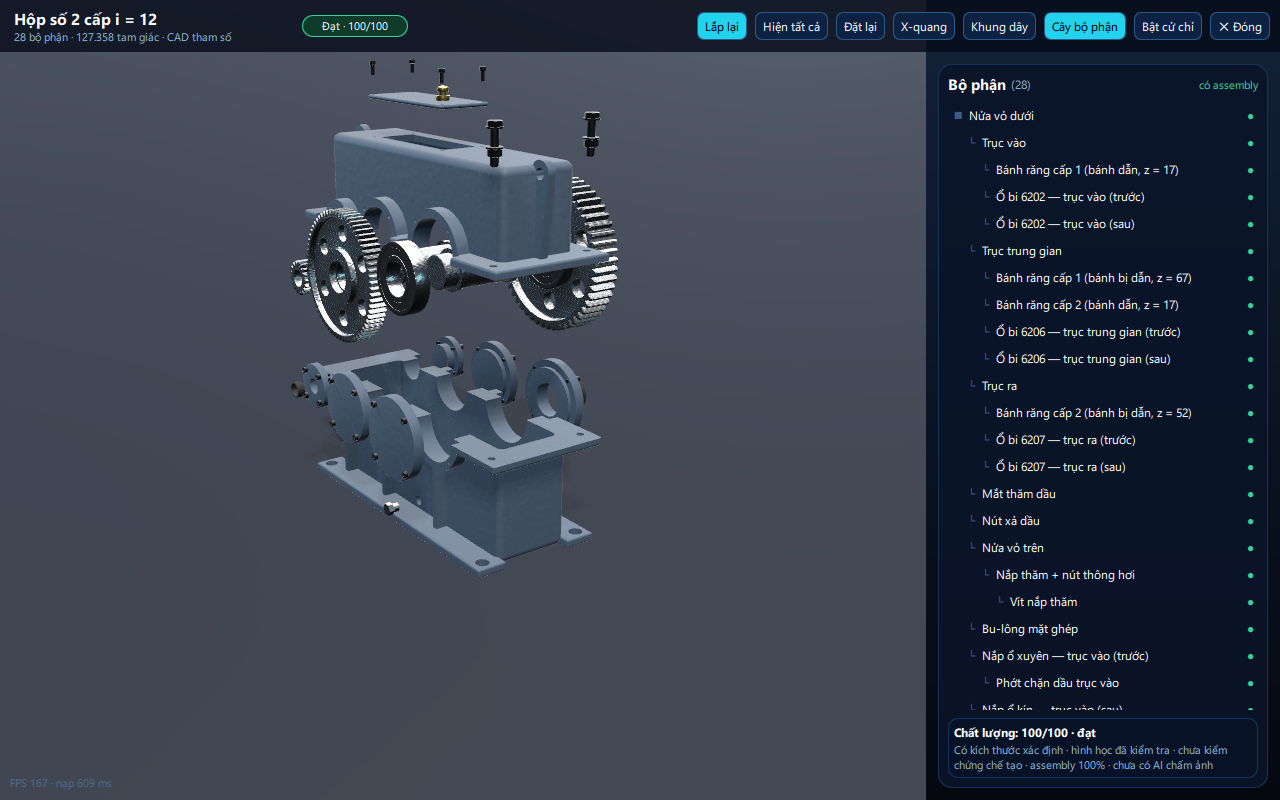 Hộp số 2 cấp i = 12
28 bộ phận · 127.358 tam giác · CAD tham số
Đạt · 100/100
Lắp lại
Hiện tất cả
Đặt lại
X-quang
Khung dây
Cây bộ phận
Bật cử chỉ
✕ Đóng
Bộ phận (28)
có assembly
Nửa vỏ dưới
Trục vào
Bánh răng cấp 1 (bánh dẫn, z = 17)
Ổ bi 6202 — trục vào (trước)
Ổ bi 6202 — trục vào (sau)
Trục trung gian
Bánh răng cấp 1 (bánh bị dẫn, z = 67)
Bánh răng cấp 2 (bánh dẫn, z = 17)
Ổ bi 6206 — trục trung gian (trước)
Ổ bi 6206 — trục trung gian (sau)
Trục ra
Bánh răng cấp 2 (bánh bị dẫn, z = 52)
Ổ bi 6207 — trục ra (trước)
Ổ bi 6207 — trục ra (sau)
Mắt thăm dầu
Nút xả dầu
Nửa vỏ trên
Nắp thăm + nút thông hơi
Vít nắp thăm
Bu-lông mặt ghép
Nắp ổ xuyên — trục vào (trước)
Phớt chặn dầu trục vào
Nắp ổ kín — trục vào (sau)
Chất lượng: 100/100 · đạt
Có kích thước xác định · hình học đã kiểm tra · chưa kiểm
chứng chế tạo · assembly 100% · chưa có AI chấm ảnh
FPS 167 · nạp 609 ms